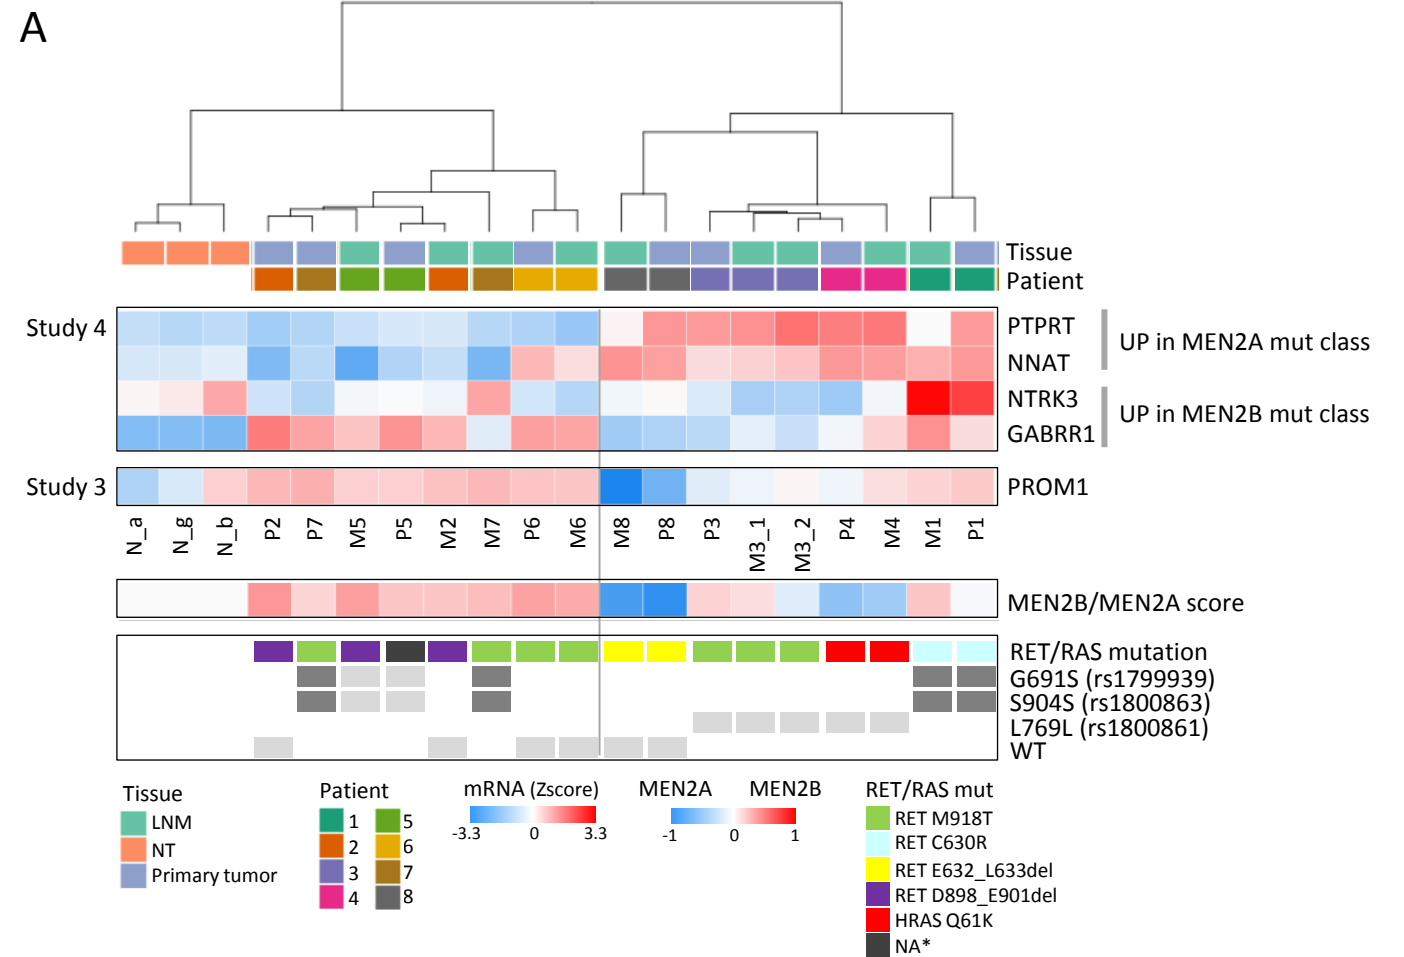 A
Tissue
Patient
Study 4
PTPRT
NNAT
UP in MEN2A mut class
NTRK3
GABRR1
UP in MEN2B mut class
Study 3
PROM1
N_a
N_g
N_b
P2
P7
M5
P5
M2
M7
P6
M6
M8
P8
P3
M3_1
M3_2
P4
M4
M1
P1
MEN2B/MEN2A score
RET/RAS mutation
G691S (rs1799939)
S904S (rs1800863)
L769L (rs1800861)
WT
Tissue
LNM
NT
Primary tumor
Patient
1
2
3
4
5
6
7
8
mRNA (Zscore)
-3.3 0 3.3
MEN2A MEN2B
-1 0 1
RET/RAS mut
RET M918T
RET C630R
RET E632_L633del
RET D898_E901del
HRAS Q61K
NA*